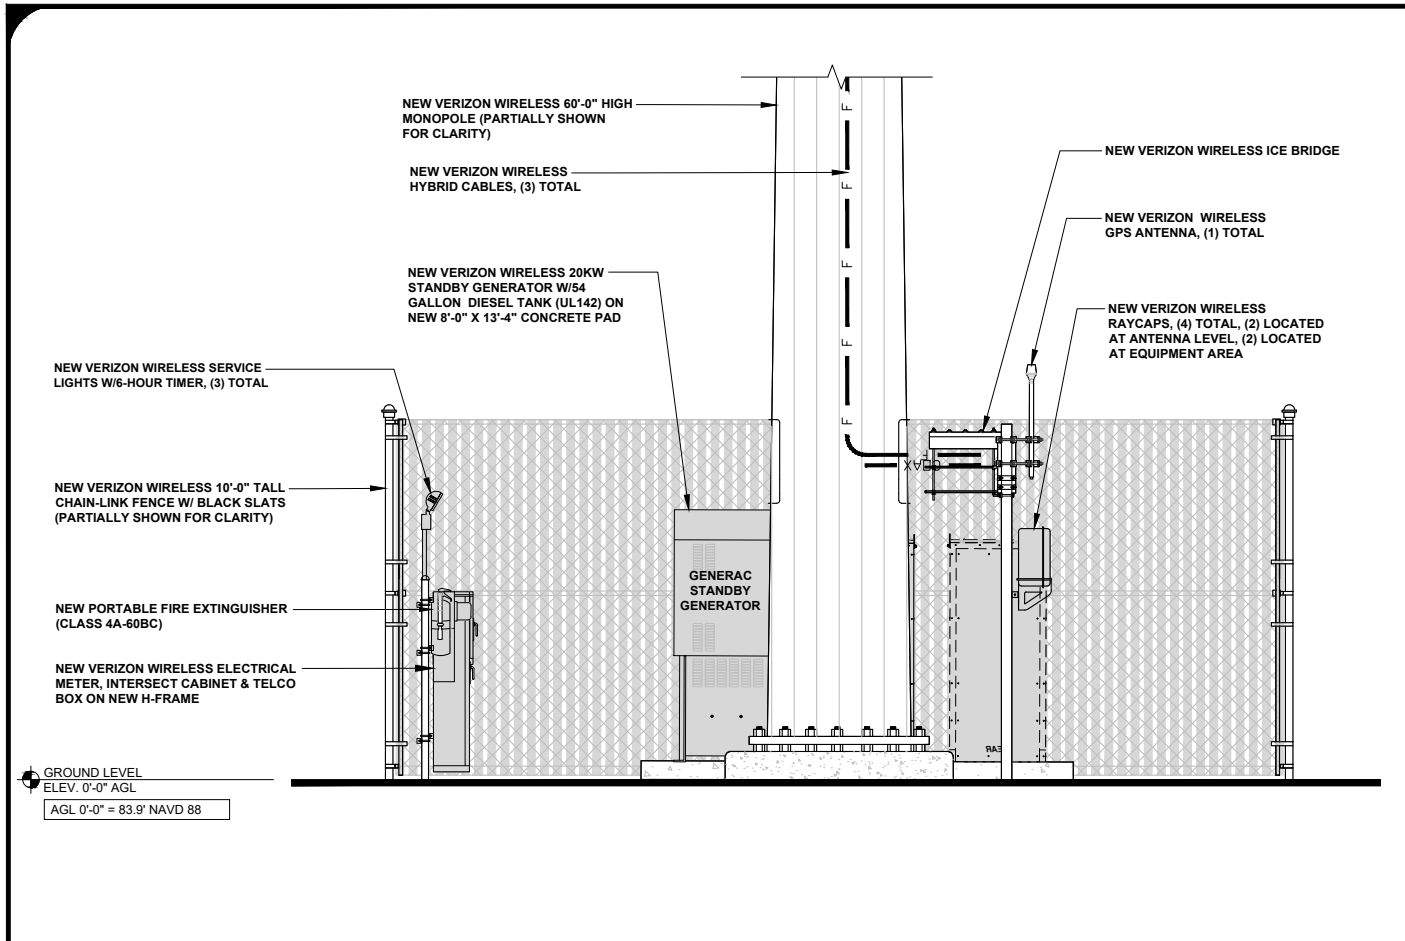 NEW VERIZON WIRELESS 60'-0" HIGH
MONOPOLE (PARTIALLY SHOWN
FOR CLARITY)
NEW VERIZON WIRELESS
HYBRID CABLES, (3) TOTAL
NEW VERIZON WIRELESS 20KW
STANDBY GENERATOR W/54
GALLON DIESEL TANK (UL142) ON
NEW 8'-0" X 13'-4" CONCRETE PAD
NEW VERIZON WIRELESS SERVICE
LIGHTS W/6-HOUR TIMER, (3) TOTAL
NEW VERIZON WIRELESS 10'-0" TALL
CHAIN-LINK FENCE W/ BLACK SLATS
(PARTIALLY SHOWN FOR CLARITY)
NEW PORTABLE FIRE EXTINGUISHER
(CLASS 4A-60BC)
NEW VERIZON WIRELESS ELECTRICAL
METER, INTERSECT CABINET & TELCO
BOX ON NEW H-FRAME
GROUND LEVEL
ELEV. 0'-0" AGL
AGL 0'-0" = 83.9' NAVD 88
GENERAC
STANDBY
GENERATOR
NEW VERIZON WIRELESS ICE BRIDGE
NEW VERIZON WIRELESS
GPS ANTENNA, (1) TOTAL
NEW VERIZON WIRELESS
RAYCAPS, (4) TOTAL, (2) LOCATED
AT ANTENNA LEVEL, (2) LOCATED
AT EQUIPMENT AREA